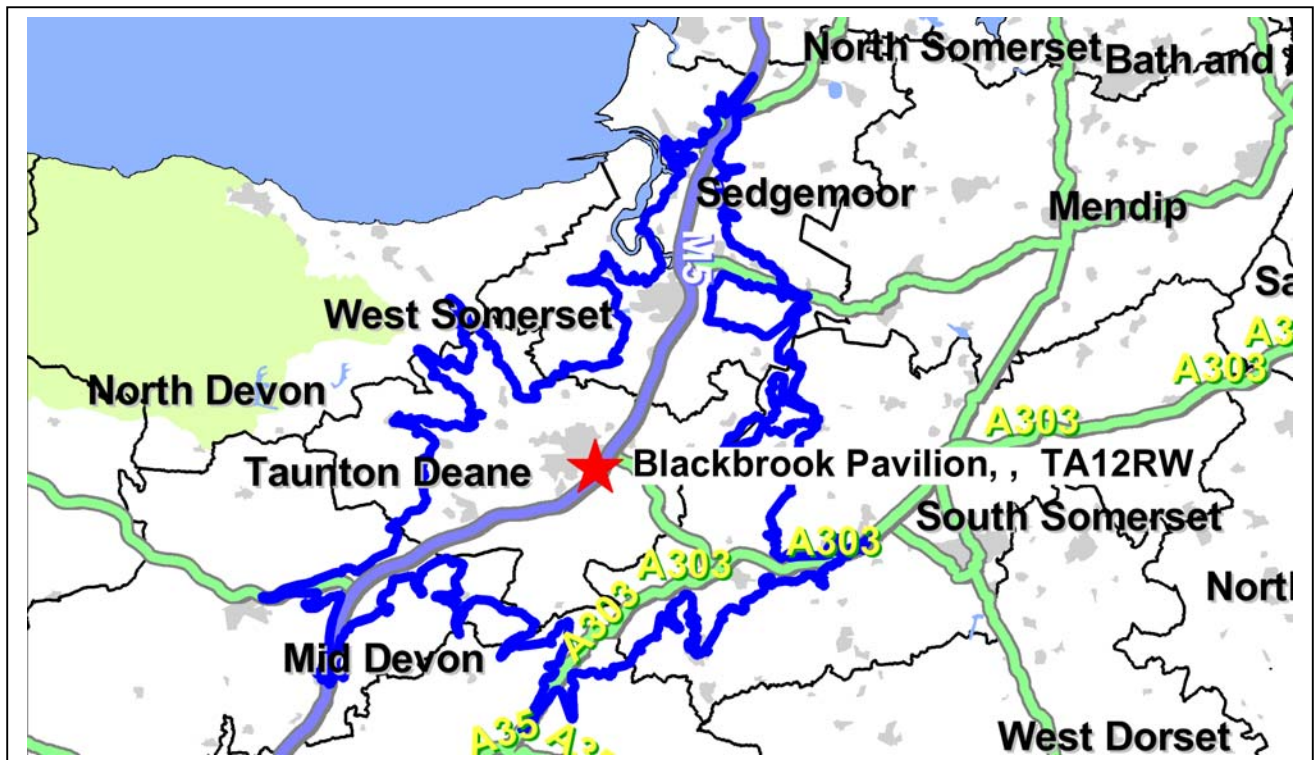 North Somerset
Bath and
Sedgemoor
Mendip
M5
West Somerset
A303
North Devon
A303
Taunton Deane
Blackbrook Pavilion, , TA12RW
South Somerset
A303
A303
A303
Mid Devon
A35
West Dorset